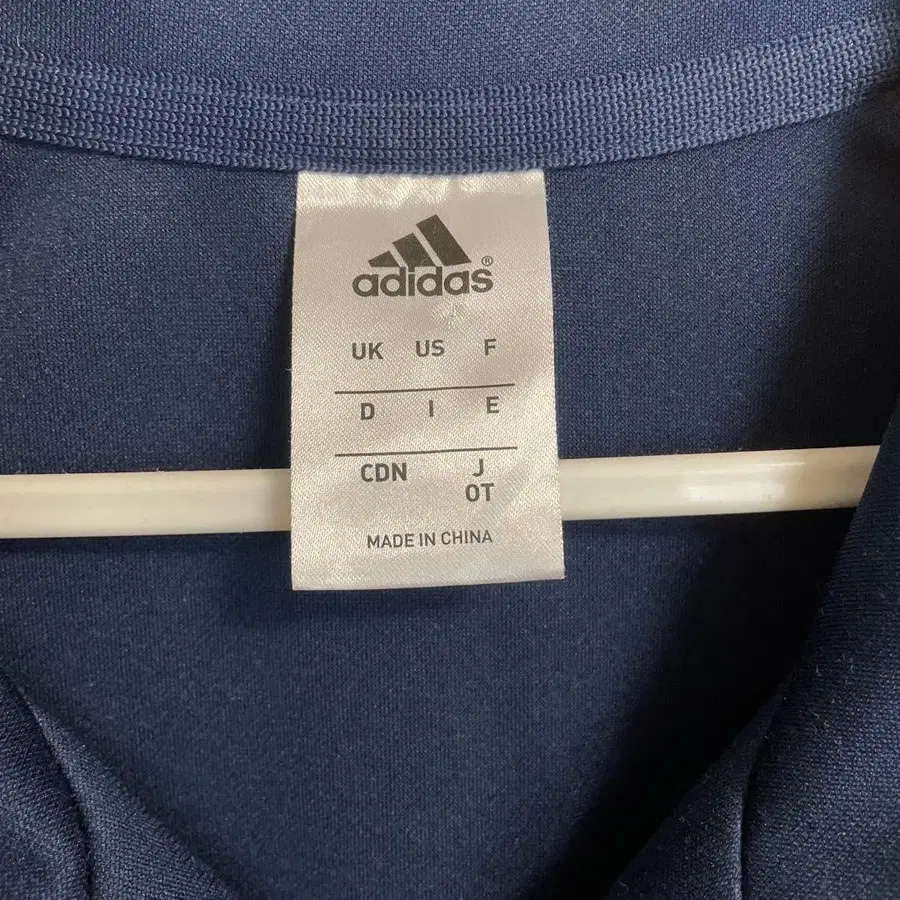 adidas®
UK US F
D I E
CDN J
OT
MADE IN CHINA